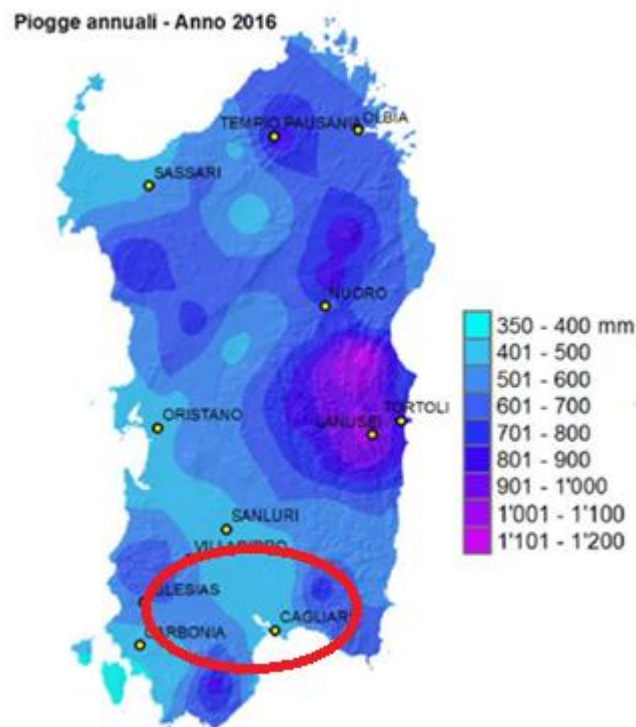 Piogge annuali - Anno 2016
TEMPIO PAUSANIA
OLBIA
SASSARI
NUORO
350 - 400 mm
401 - 500
501 - 600
601 - 700
701 - 800
801 - 900
901 - 1'000
1'001 - 1'100
1'101 - 1'200
TORTOLI
LANUSEI
ORISTANO
SANLURI
IGLESIAS
CAGLIARI
CARBONIA